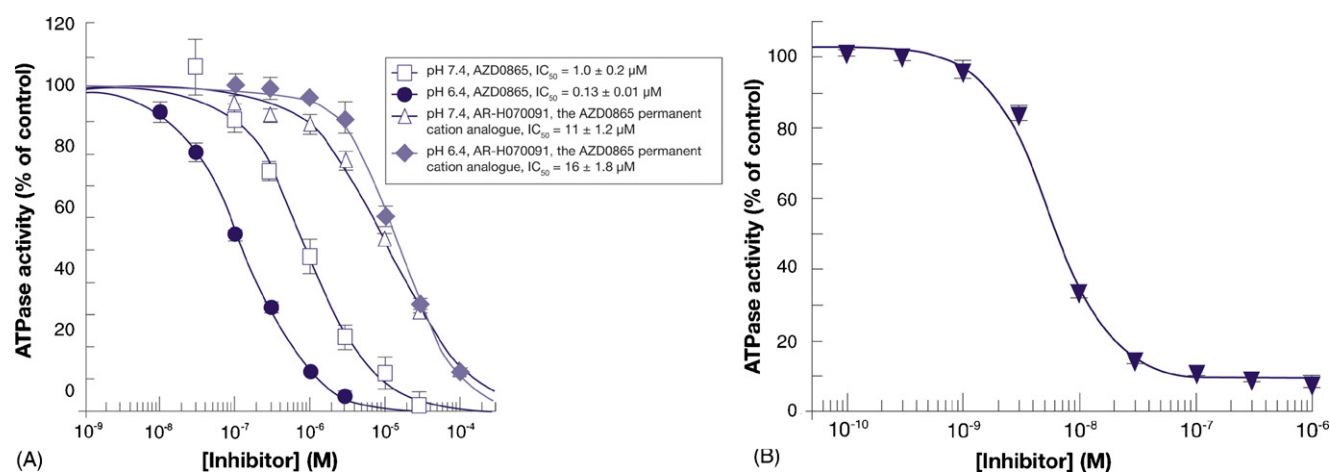 120
100
80
60
40
20
0
ATPase activity (% of control)
10⁻⁹
10⁻⁸
10⁻⁷
10⁻⁶
10⁻⁵
10⁻⁴
[Inhibitor] (M)
(A)
pH 7.4, AZD0865, IC₅₀ = 1.0 ± 0.2 μM
pH 6.4, AZD0865, IC₅₀ = 0.13 ± 0.01 μM
pH 7.4, AR-H070091, the AZD0865 permanent
cation analogue, IC₅₀ = 11 ± 1.2 μM
pH 6.4, AR-H070091, the AZD0865 permanent
cation analogue, IC₅₀ = 16 ± 1.8 μM
100
80
60
40
20
0
ATPase activity (% of control)
10⁻¹⁰
10⁻⁹
10⁻⁸
10⁻⁷
10⁻⁶
[Inhibitor] (M)
(B)